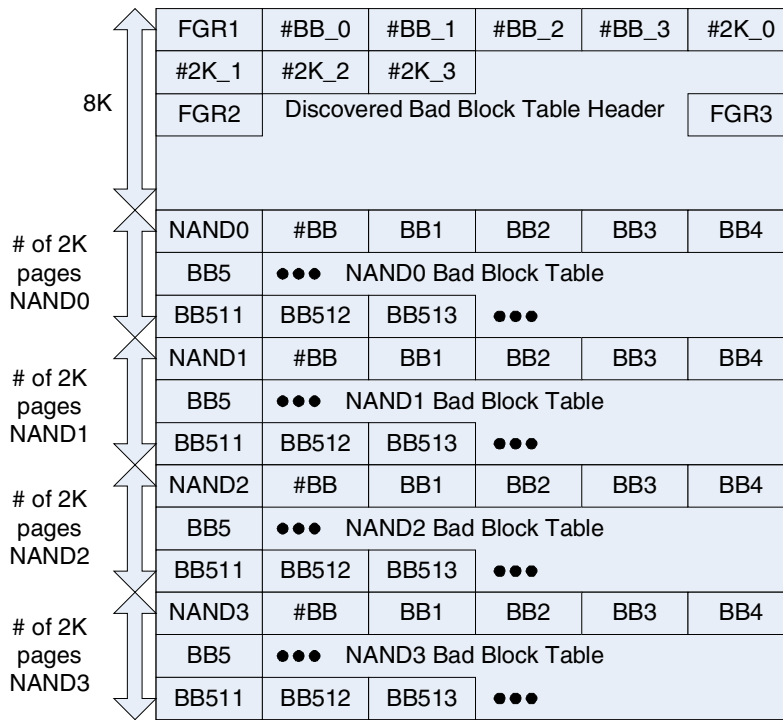 FGR1 #BB_0 #BB_1 #BB_2 #BB_3 #2K_0
#2K_1 #2K_2 #2K_3
8K
FGR2 Discovered Bad Block Table Header FGR3
# of 2K
pages
NAND0
NAND0 #BB BB1 BB2 BB3 BB4
BB5 ●●● NAND0 Bad Block Table
BB511 BB512 BB513 ●●●
# of 2K
pages
NAND1
NAND1 #BB BB1 BB2 BB3 BB4
BB5 ●●● NAND1 Bad Block Table
BB511 BB512 BB513 ●●●
# of 2K
pages
NAND2
NAND2 #BB BB1 BB2 BB3 BB4
BB5 ●●● NAND2 Bad Block Table
BB511 BB512 BB513 ●●●
# of 2K
pages
NAND3
NAND3 #BB BB1 BB2 BB3 BB4
BB5 ●●● NAND3 Bad Block Table
BB511 BB512 BB513 ●●●